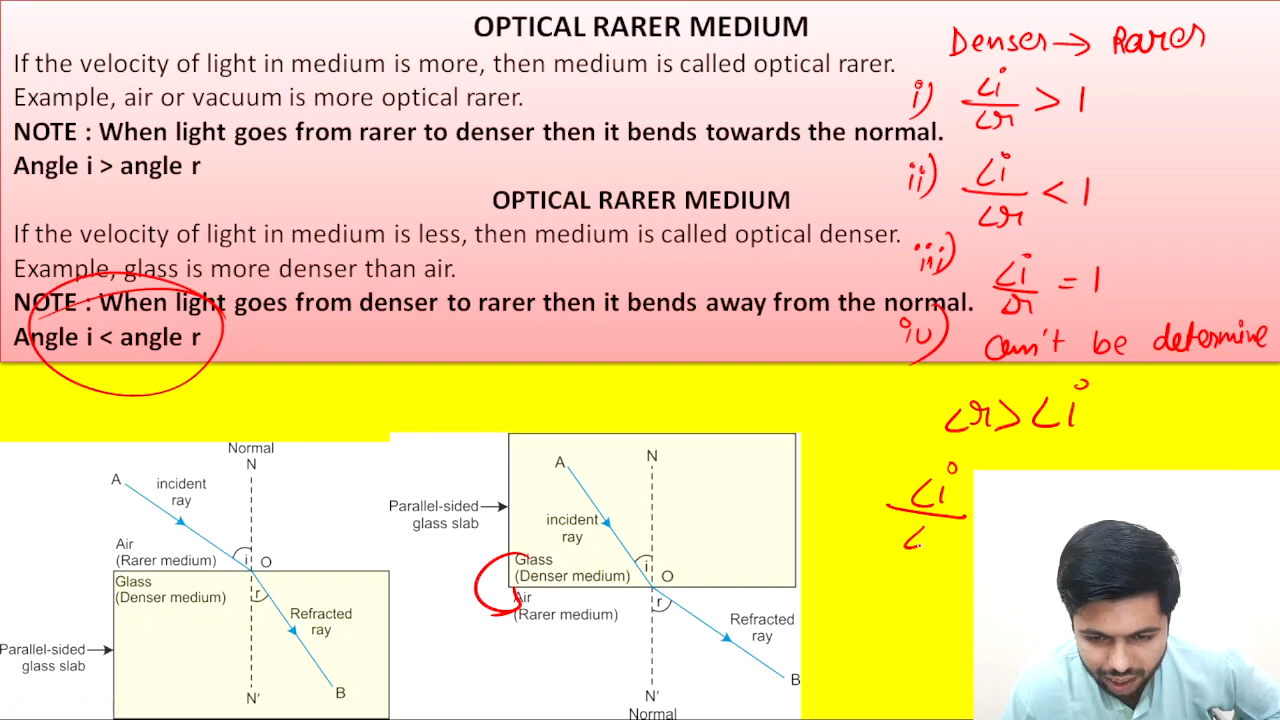 OPTICAL RARER MEDIUM
If the velocity of light in medium is more, then medium is called optical rarer.
Example, air or vacuum is more optical rarer.
NOTE : When light goes from rarer to denser then it bends towards the normal.
Angle i > angle r
OPTICAL RARER MEDIUM
If the velocity of light in medium is less, then medium is called optical denser.
Example, glass is more denser than air.
NOTE : When light goes from denser to rarer then it bends away from the normal.
Angle i < angle r
Denser → Rarer
i) ∠i/∠r > 1
ii) ∠i/∠r < 1
iii) ∠i/∠r = 1
iv) can't be determine
∠r > ∠i
∠i/∠
Normal
N
A
incident
ray
Air
(Rarer medium)
i
O
Glass
(Denser medium)
r
Refracted
ray
Parallel-sided
glass slab
N'
B
N
A
Parallel-sided
glass slab
incident
ray
Glass
(Denser medium)
i
O
Air
(Rarer medium)
r
Refracted
ray
B
N'
Normal